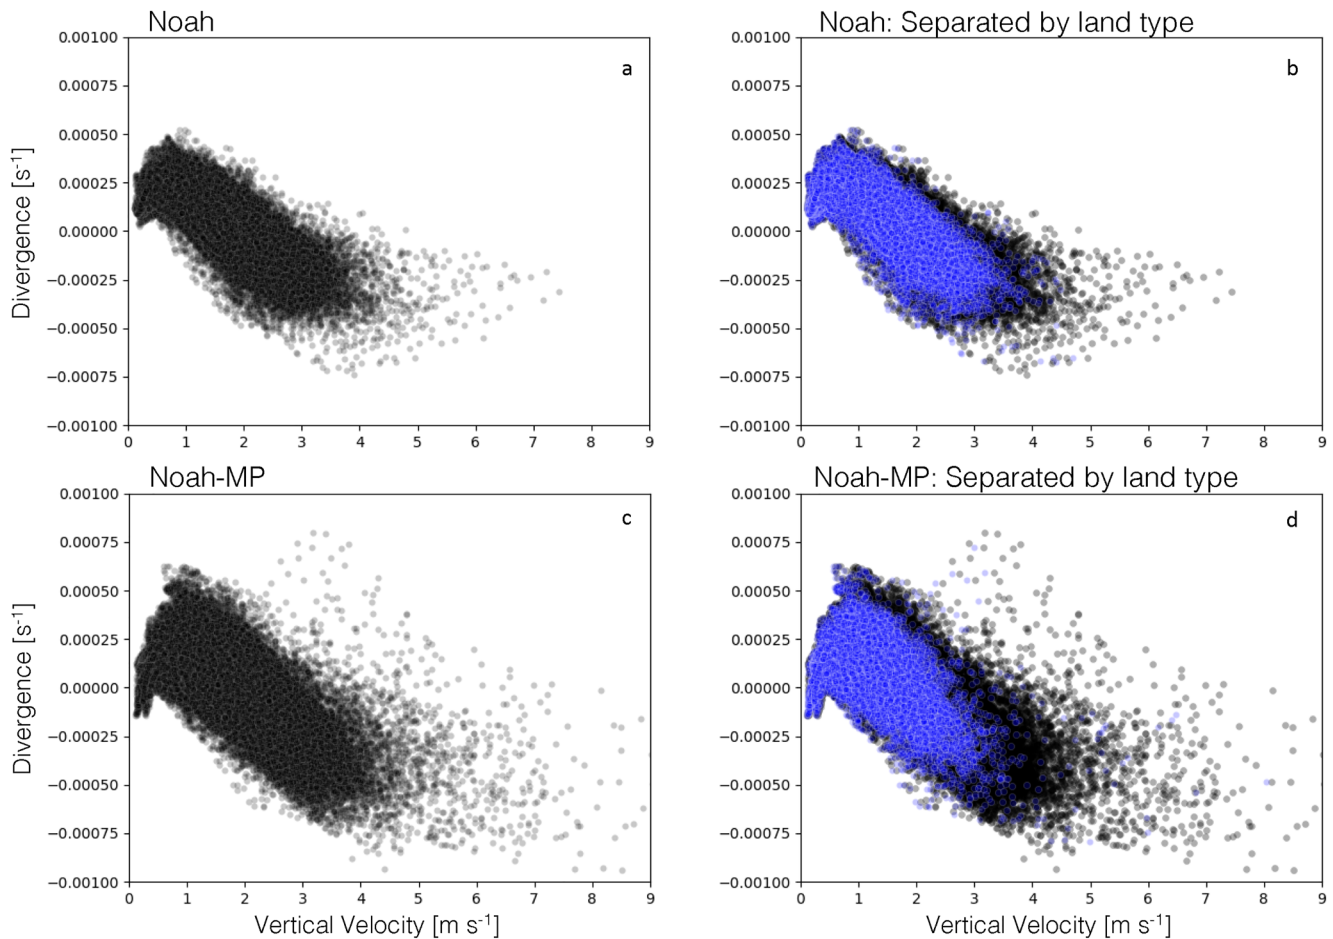 Noah
Noah: Separated by land type
0.00100
0.00075
0.00050
0.00025
0.00000
−0.00025
−0.00050
−0.00075
−0.00100
Divergence [s-1]
a
0 1 2 3 4 5 6 7 8 9
0.00100
0.00075
0.00050
0.00025
0.00000
−0.00025
−0.00050
−0.00075
−0.00100
b
0 1 2 3 4 5 6 7 8 9
Noah-MP
Noah-MP: Separated by land type
0.00100
0.00075
0.00050
0.00025
0.00000
−0.00025
−0.00050
−0.00075
−0.00100
Divergence [s-1]
c
0 1 2 3 4 5 6 7 8 9
Vertical Velocity [m s-1]
0.00100
0.00075
0.00050
0.00025
0.00000
−0.00025
−0.00050
−0.00075
−0.00100
d
0 1 2 3 4 5 6 7 8 9
Vertical Velocity [m s-1]